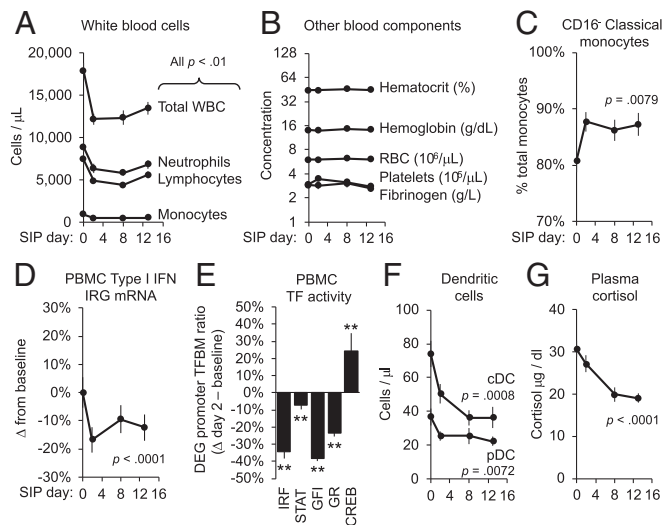 A
White blood cells
20,000
15,000
10,000
5,000
0
Cells / µL
All p < .01
Total WBC
Neutrophils
Lymphocytes
Monocytes
SIP day: 0 4 8 12 16
B
Other blood components
128
64
32
16
8
4
2
1
Concentration
Hematocrit (%)
Hemoglobin (g/dL)
RBC (10⁶/µL)
Platelets (10⁵/µL)
Fibrinogen (g/L)
SIP day: 0 4 8 12 16
C
CD16⁻ Classical
monocytes
100%
90%
80%
70%
% total monocytes
p = .0079
SIP day: 0 4 8 12 16
D
PBMC Type I IFN
IRG mRNA
30%
20%
10%
0%
-10%
-20%
-30%
Δ from baseline
p < .0001
SIP day: 0 4 8 12 16
E
PBMC
TF activity
50%
40%
30%
20%
10%
0%
-10%
-20%
-30%
-40%
-50%
DEG promoter TFBM ratio
(Δ day 2 – baseline)
**
**
**
**
**
IRF
STAT
GFI
GR
CREB
F
Dendritic
cells
100
80
60
40
20
0
Cells / µl
cDC
p = .0008
pDC
p = .0072
0 4 8 12 16
G
Plasma
cortisol
40
30
20
10
0
Cortisol µg / dl
p < .0001
0 4 8 12 16